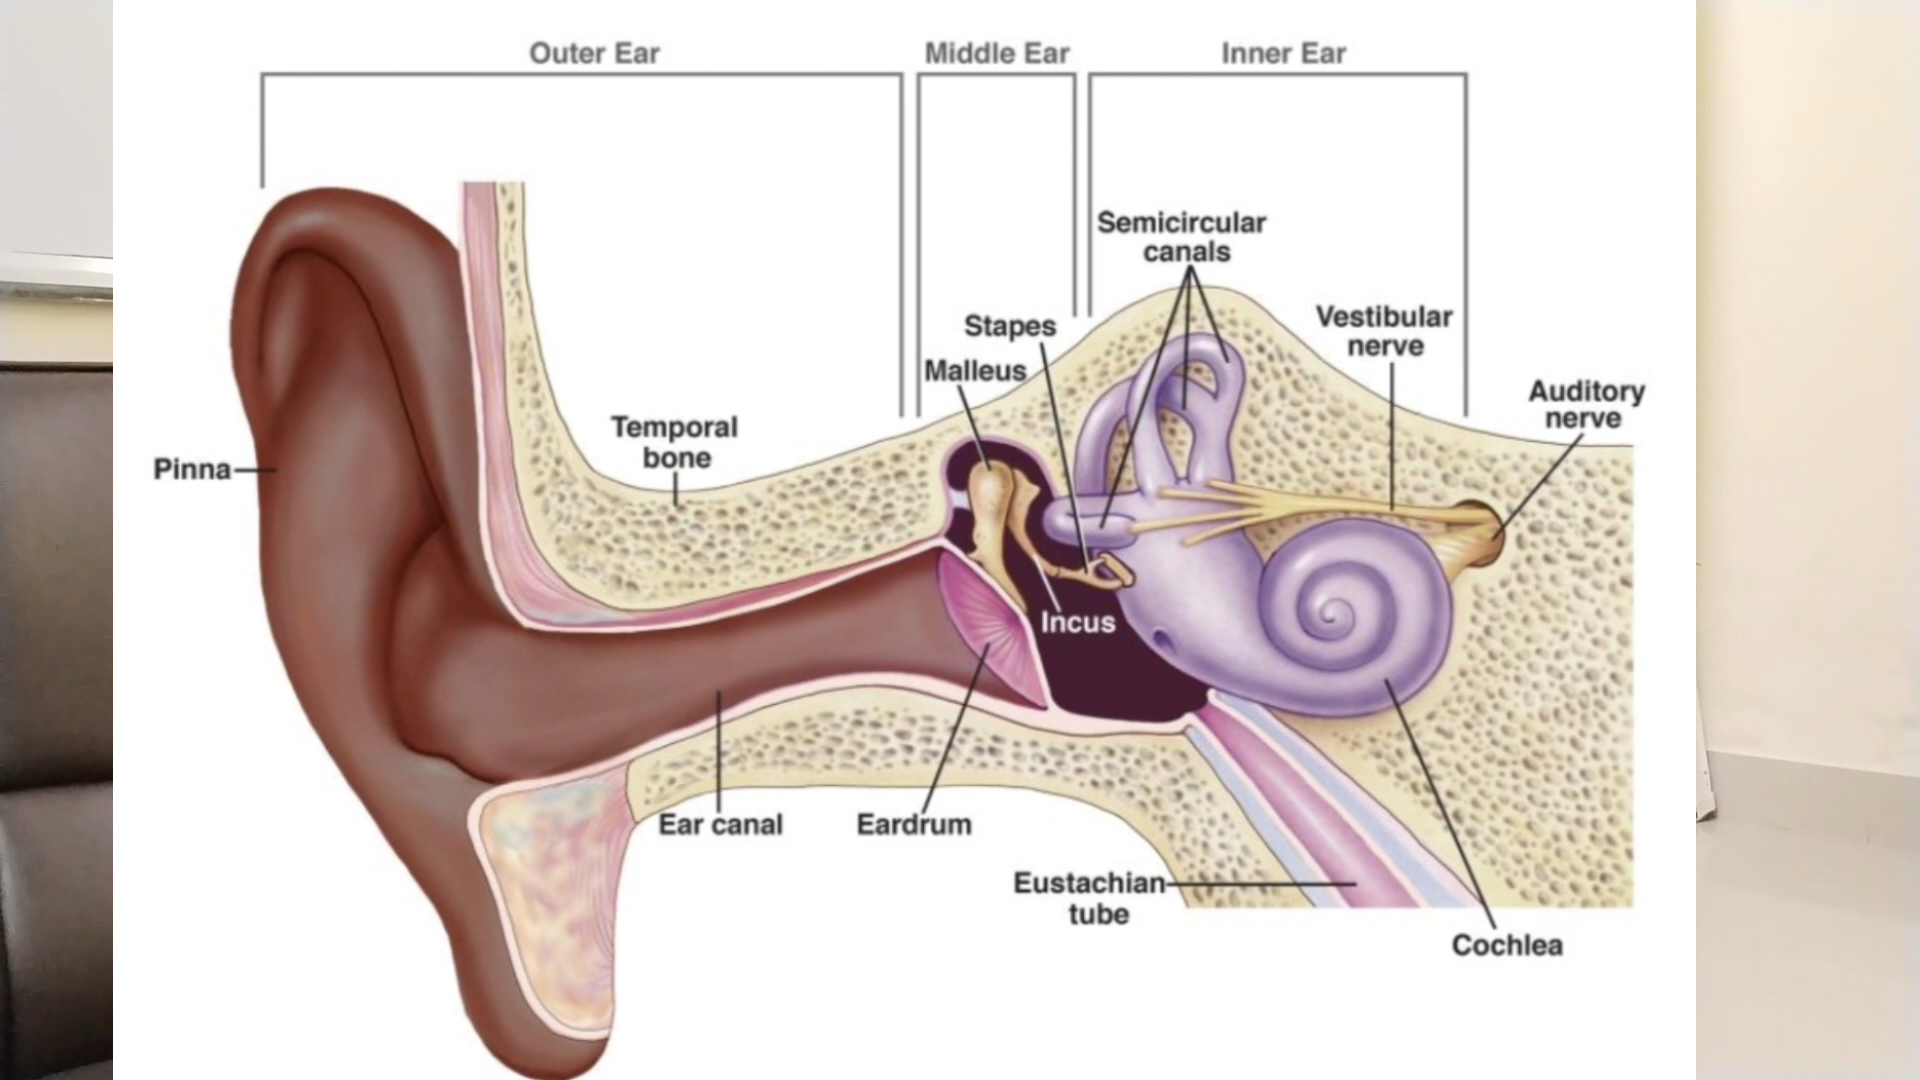 Outer Ear
Middle Ear
Inner Ear
Semicircular
canals
Stapes
Vestibular
nerve
Malleus
Auditory
nerve
Temporal
bone
Pinna
Incus
Ear canal
Eardrum
Eustachian
tube
Cochlea